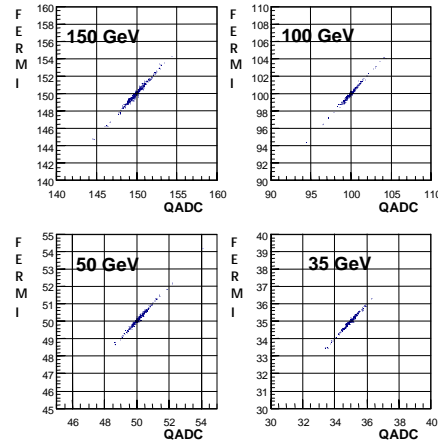 FERMI
160
158
156
154
152
150
148
146
144
142
140
150 GeV
140 145 150 155 160
QADC
FERMI
110
108
106
104
102
100
98
96
94
92
90
100 GeV
90 95 100 105 110
QADC
FERMI
55
54
53
52
51
50
49
48
47
46
45
50 GeV
46 48 50 52 54
QADC
FERMI
40
39
38
37
36
35
34
33
32
31
30
35 GeV
30 32 34 36 38 40
QADC